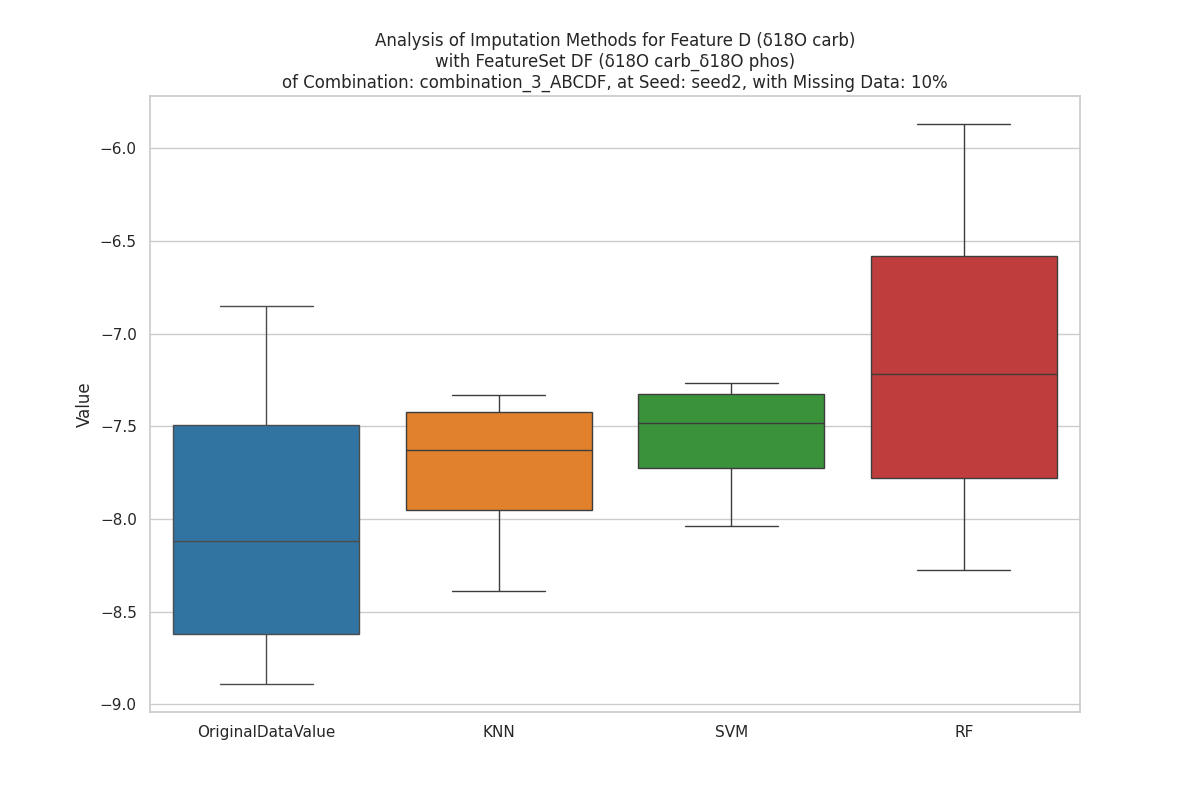 Analysis of Imputation Methods for Feature D (δ18O carb)
with FeatureSet DF (δ18O carb_δ18O phos)
of Combination: combination_3_ABCDF, at Seed: seed2, with Missing Data: 10%
−6.0
−6.5
−7.0
−7.5
−8.0
−8.5
−9.0
Value
OriginalDataValue
KNN
SVM
RF